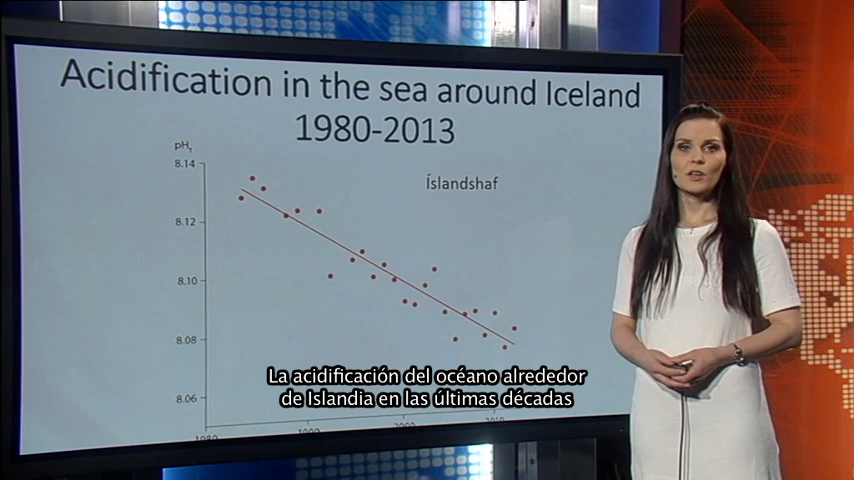 Acidification in the sea around Iceland
1980-2013
pHT
8.14
Íslandshaf
8.12
8.10
8.08
8.06
1980
1990
2000
2010
La acidificación del océano alrededor
de Islandia en las últimas décadas